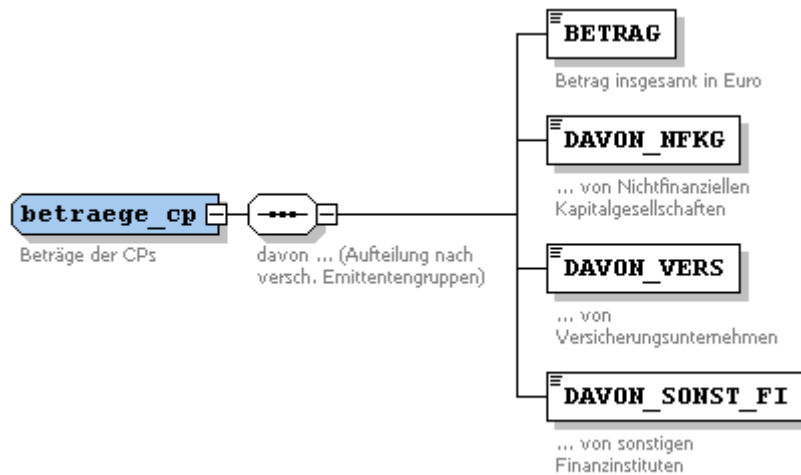 BETRAG
Betrag insgesamt in Euro
DAVON_NFKG
... von Nichtfinanziellen
Kapitalgesellschaften
betraege_cp
Beträge der CPs
davon ... (Aufteilung nach
versch. Emittentengruppen)
DAVON_VERS
... von
Versicherungsunternehmen
DAVON_SONST_FI
... von sonstigen
Finanzinstituten